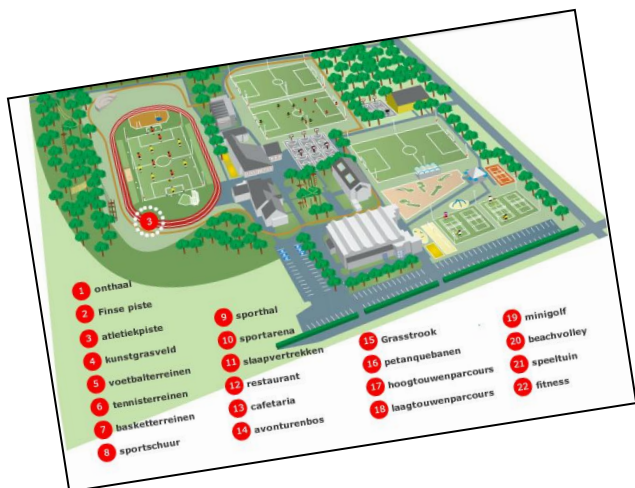 3
1 onthaal
2 Finse piste
3 atletiekpiste
4 kunstgrasveld
5 voetbalterreinen
6 tennisterreinen
7 basketterreinen
8 sportschuur
9 sporthal
10 sportarena
11 slaapvertrekken
12 restaurant
13 cafetaria
14 avonturenbos
15 Grasstrook
16 petanquebanen
17 hoogtouwenparcours
18 laagtouwenparcours
19 minigolf
20 beachvolley
21 speeltuin
22 fitness